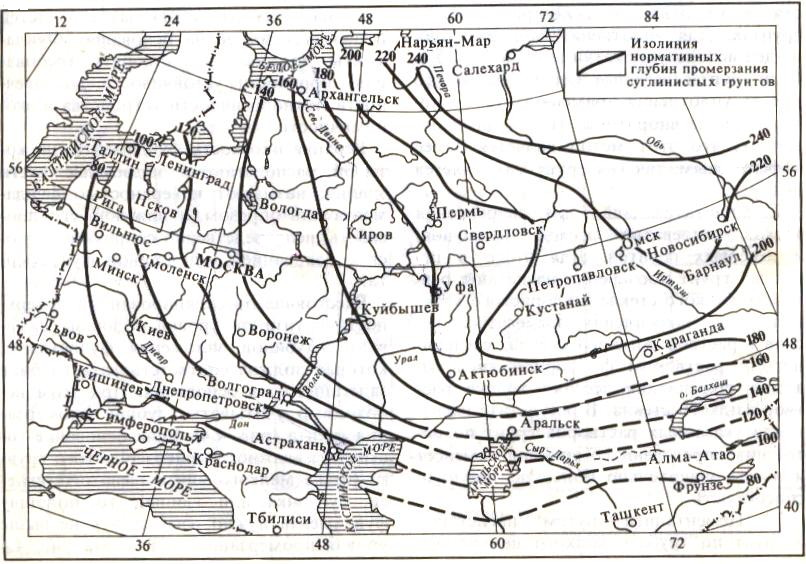 12 24 36 48 60 72 84
Изолиния
нормативных
глубин промерзания
суглинистых грунтов
Нарьян-Мар
200 220 240
БЕЛОЕ МОРЕ
180
160
140
Салехард
Печора
Архангельск
Сев. Двина
Обь
240
220
БАЛТИЙСКОЕ МОРЕ
120
100
Таллин
Ленинград
80
56
56
Рига
Псков
Вологда
Киров
Пермь
Свердловск
Омск
Новосибирск
Вильнюс
Минск
Смоленск
МОСКВА
Петропавловск
Иртыш
Барнаул
200
Уфа
Кустанай
Куйбышев
Львов
Киев
Днепр
Воронеж
Караганда
180
48
48
Урал
Актюбинск
160
Волга
Кишинев
Днепропетровск
Волгоград
о. Балхаш
140
Дон
Аральск
120
Симферополь
Астрахань
100
Краснодар
Сыр-Дарья
Алма-Ата
ЧЕРНОЕ МОРЕ
КАСПИЙСКОЕ МОРЕ
АРАЛЬСКОЕ МОРЕ
Фрунзе
80
Тбилиси
Ташкент
40
36 48 60 72